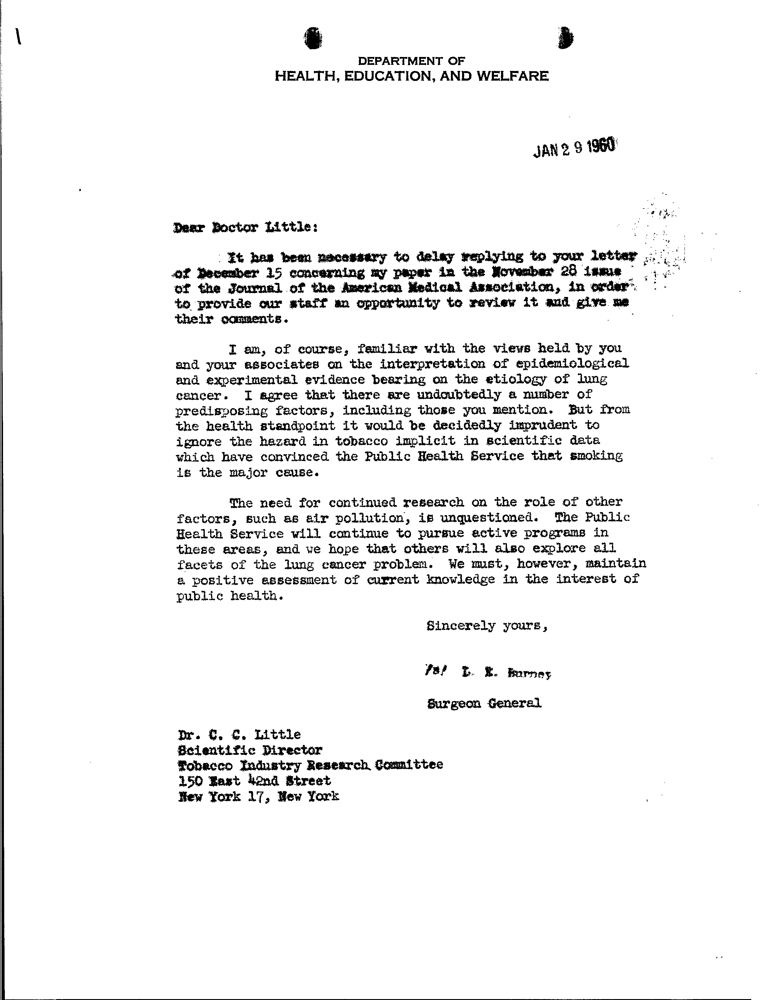 DEPARTMENT OF
HEALTH, EDUCATION, AND WELFARE
JAN 29 1960
Dear Doctor Little:
It has been necessary to delay replying to your letter
of December 15 concerning my paper in the November 28 issue
of the Journal of the American Medical Association, in order
to provide our staff an opportunity to review it and give me
their comments.
I am, of course, familiar with the views held by you
and your associates on the interpretation of epidemiological
and experimental evidence bearing on the etiology of lung
cancer. I agree that there are undoubtedly a number of
predisposing factors, including those you mention. But from
the health standpoint it would be decidedly imprudent to
ignore the hazard in tobacco implicit in scientific data
which have convinced the Public Health Service that smoking
is the major cause.
The need for continued research on the role of other
factors, such as air pollution, is unquestioned. The Public
Health Service will continue to pursue active programs in
these areas, and we hope that others will also explore all
facets of the lung cancer problem. We must, however, maintain
a positive assessment of current knowledge in the interest of
public health.
Sincerely yours,
/s/ L. E. Burney
Surgeon General
Dr. C. C. Little
Scientific Director
Tobacco Industry Research Committee
150 East 42nd Street
New York 17, New York